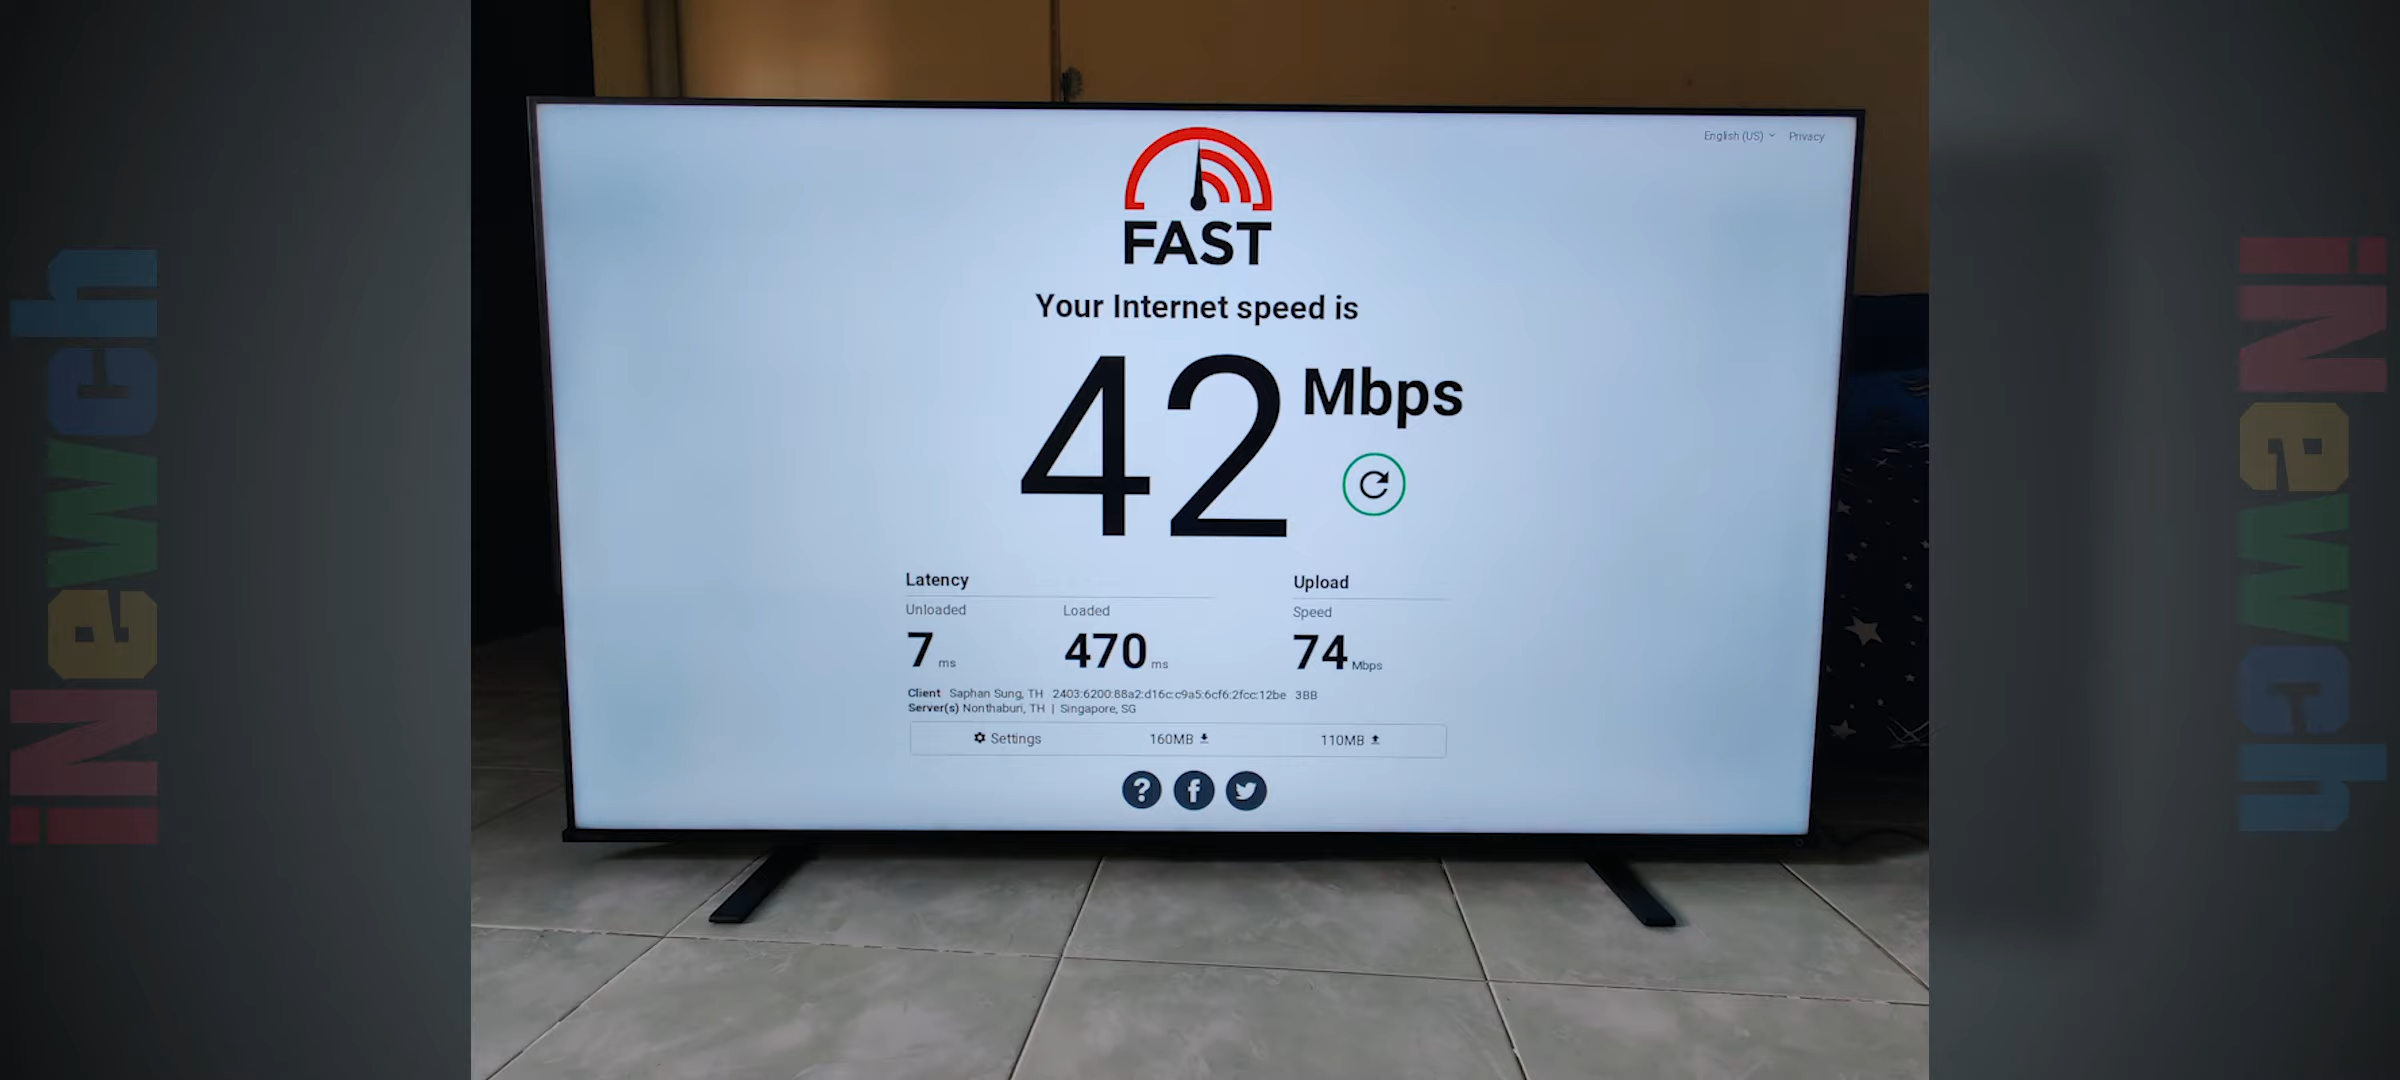 English (US) Privacy
FAST
Your Internet speed is
42 Mbps
Latency
Upload
Unloaded Loaded
Speed
7 ms 470 ms
74 Mbps
Client Saphan Sung, TH 2403:6200:88a2:d16c:c9a5:6cf6:2fcc:12be 3BB
Server(s) Nonthaburi, TH | Singapore, SG
Settings 160MB 110MB
iNewch
iNewch